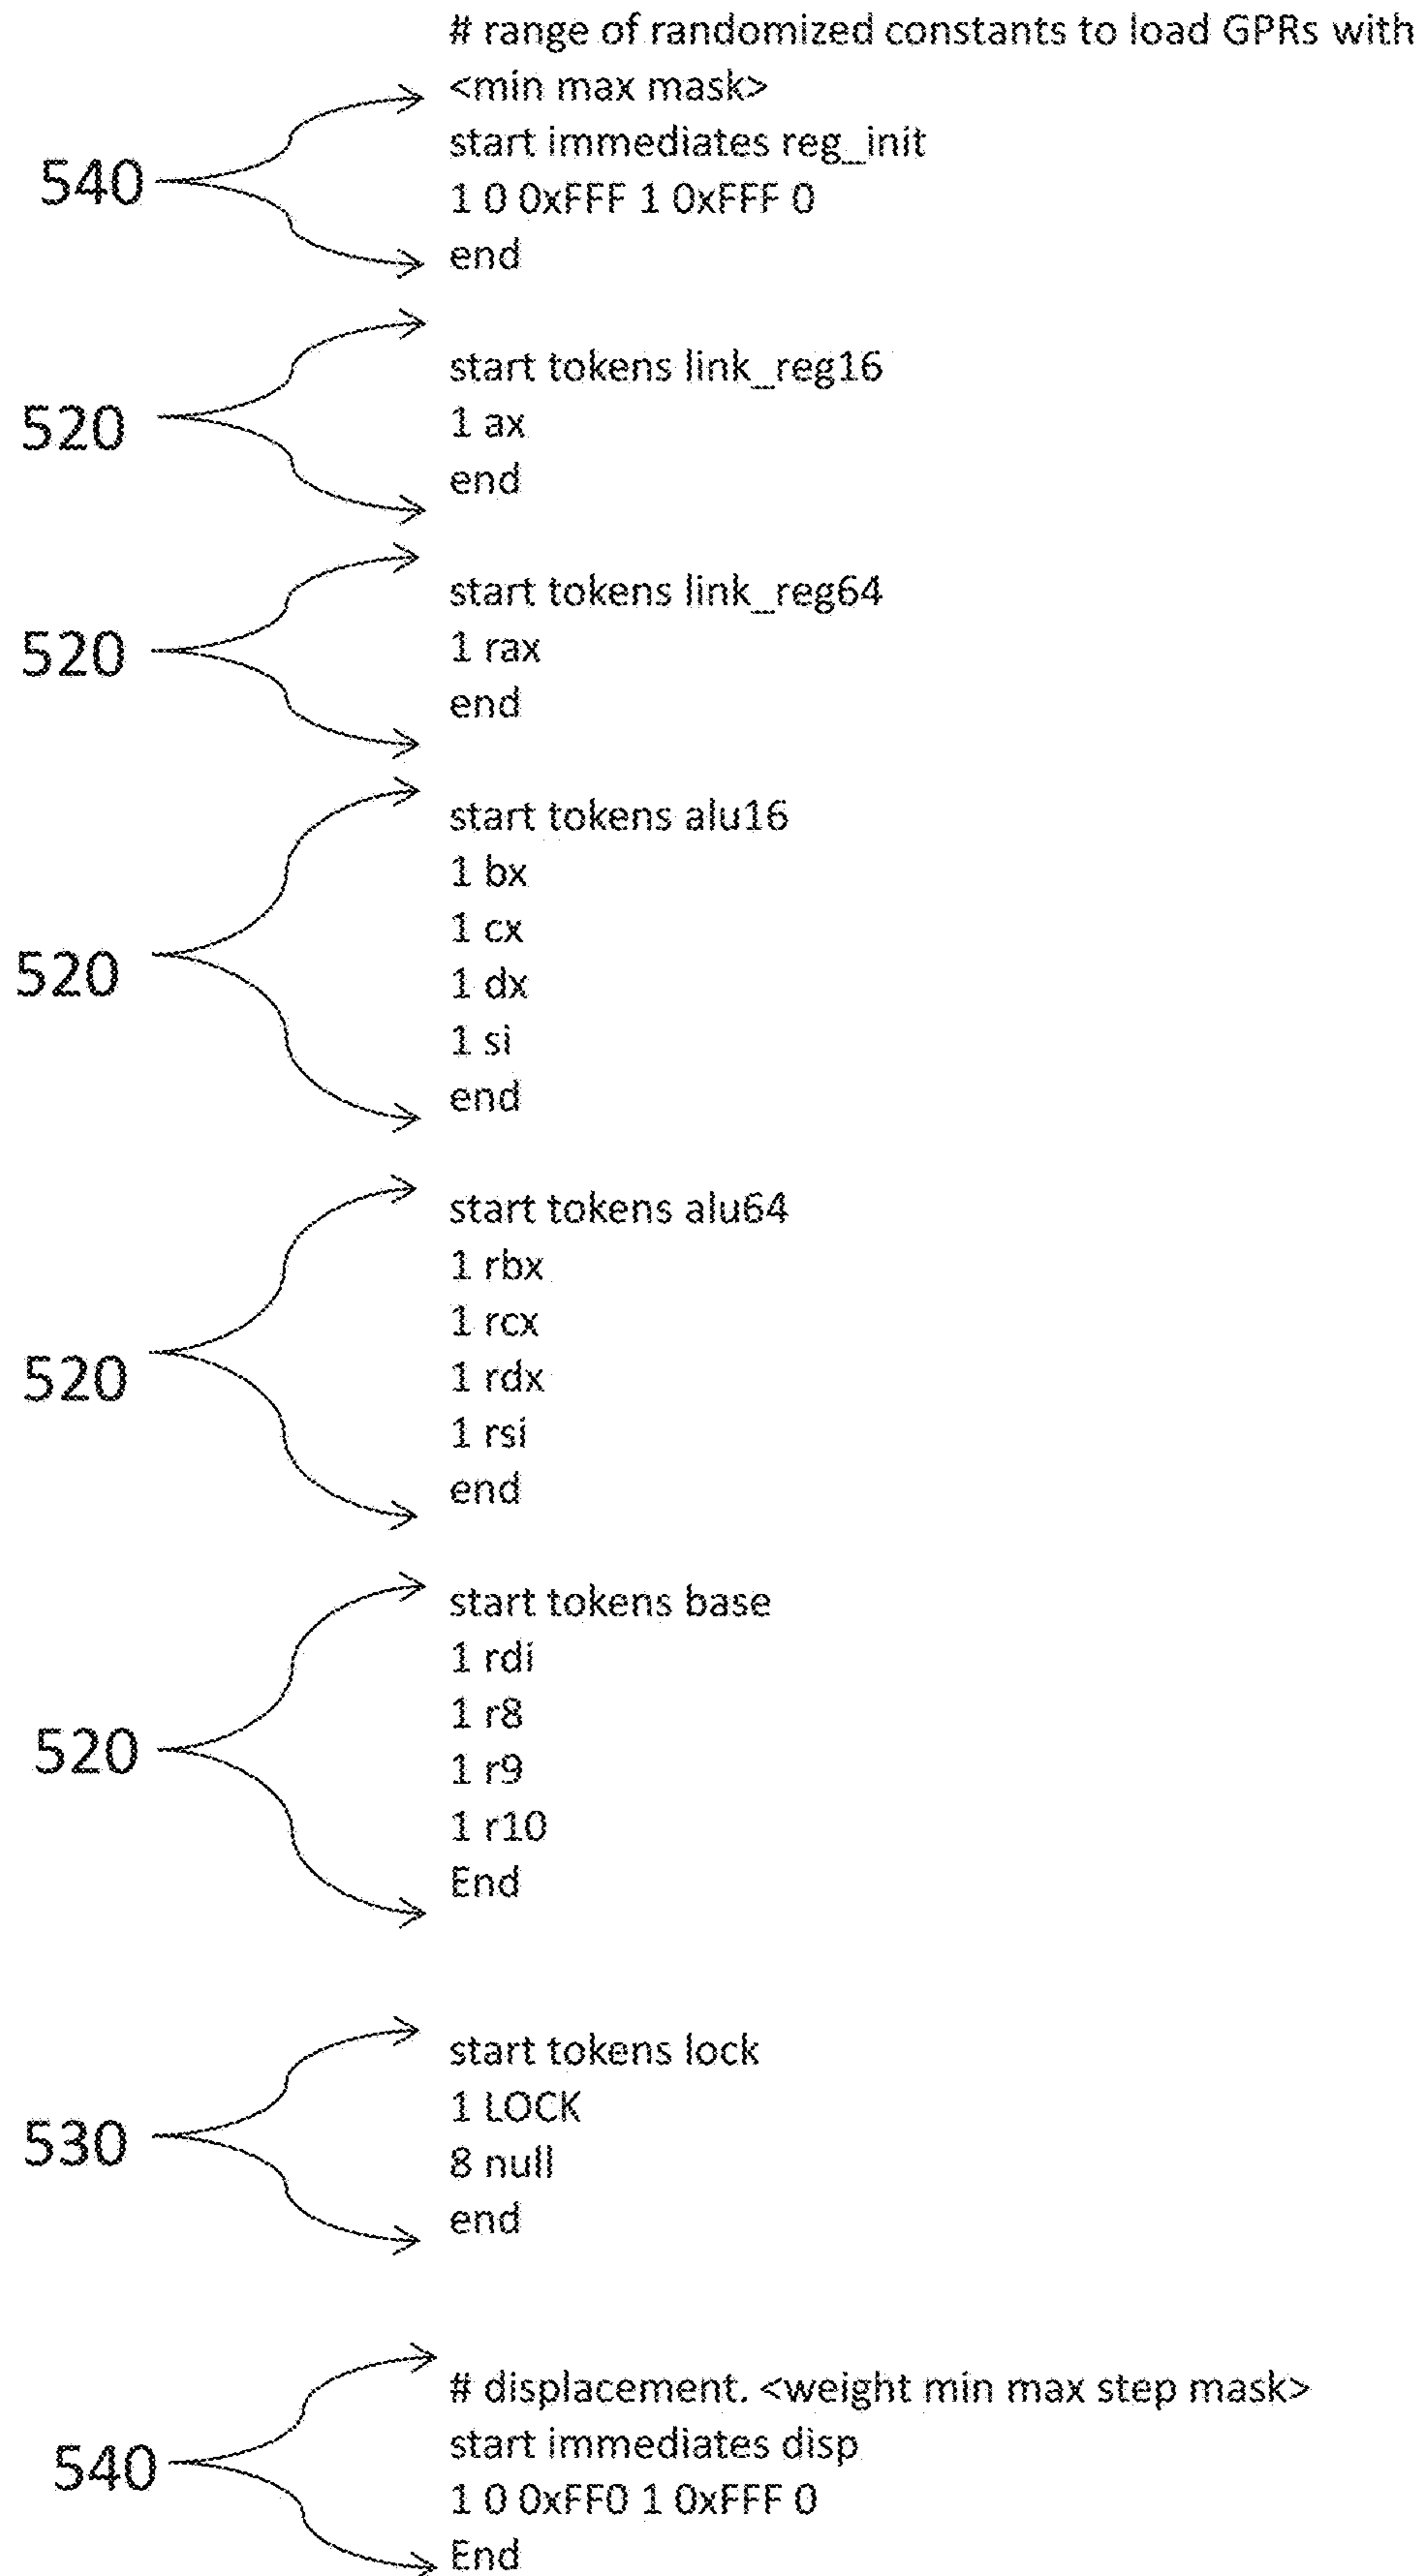 # range of randomized constants to load GPRs with
<min max mask>
540
start immediates reg_init
1 0 0xFFF 1 0xFFF 0
end
520
start tokens link_reg16
1 ax
end
520
start tokens link_reg64
1 rax
end
520
start tokens alu16
1 bx
1 cx
1 dx
1 si
end
520
start tokens alu64
1 rbx
1 rcx
1 rdx
1 rsi
end
520
start tokens base
1 rdi
1 r8
1 r9
1 r10
End
530
start tokens lock
1 LOCK
8 null
end
540
# displacement. <weight min max step mask>
start immediates disp
1 0 0xFF0 1 0xFFF 0
End